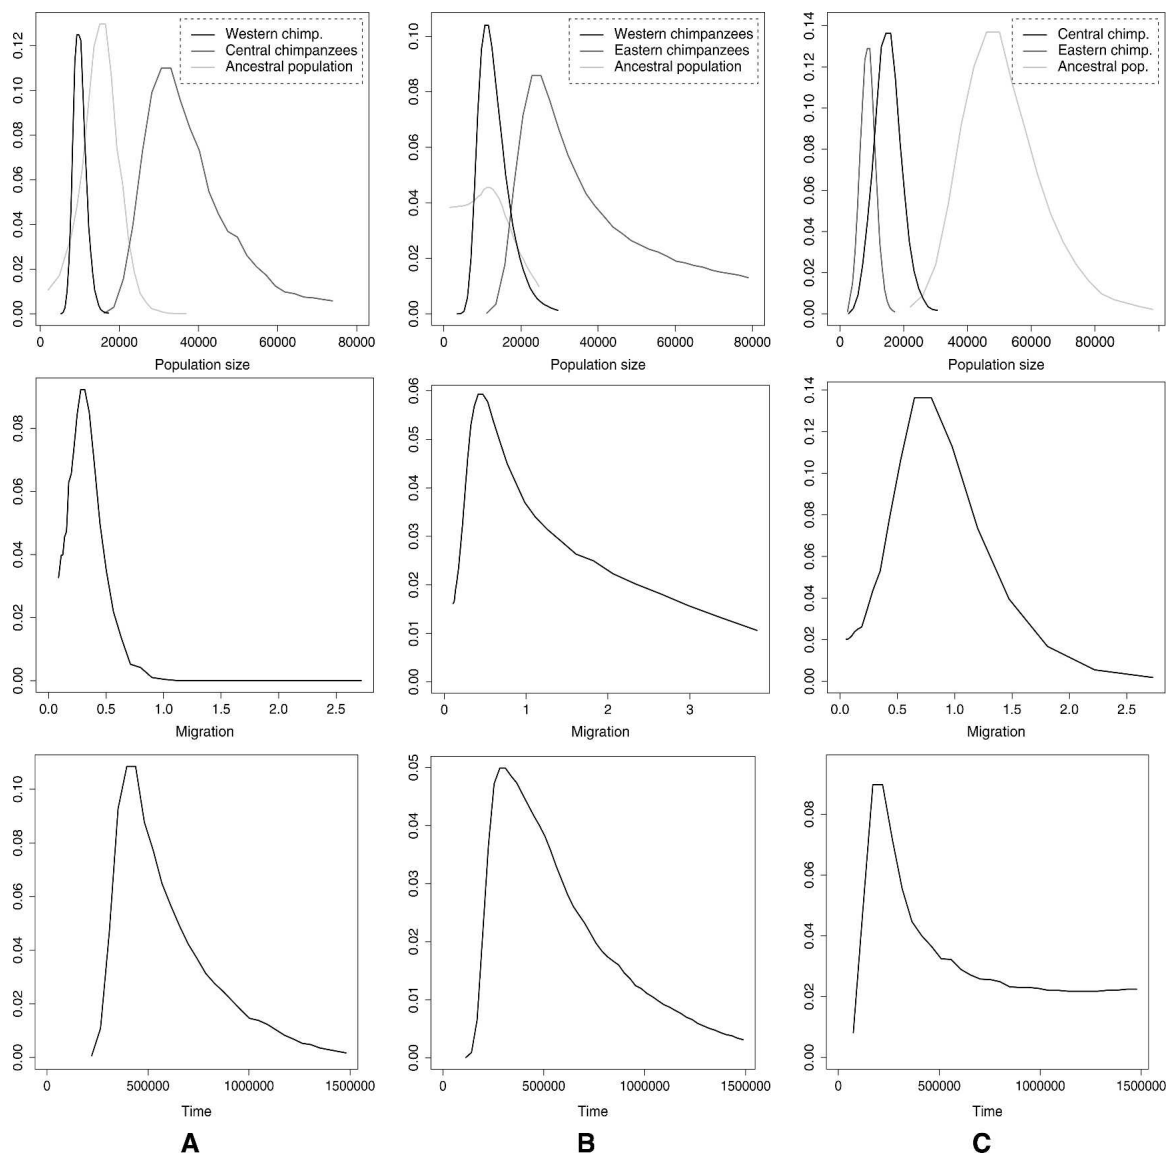 Western chimp.
Central chimpanzees
Ancestral population
0.00 0.02 0.04 0.06 0.08 0.10 0.12
0 20000 40000 60000 80000
Population size
Western chimpanzees
Eastern chimpanzees
Ancestral population
0.00 0.02 0.04 0.06 0.08 0.10
0 20000 40000 60000 80000
Population size
Central chimp.
Eastern chimp.
Ancestral pop.
0.00 0.02 0.04 0.06 0.08 0.10 0.12 0.14
0 20000 40000 60000 80000
Population size
0.00 0.02 0.04 0.06 0.08
0.0 0.5 1.0 1.5 2.0 2.5
Migration
0.00 0.01 0.02 0.03 0.04 0.05 0.06
0 1 2 3
Migration
0.00 0.02 0.04 0.06 0.08 0.10 0.12 0.14
0.0 0.5 1.0 1.5 2.0 2.5
Migration
0.00 0.02 0.04 0.06 0.08 0.10
0 500000 1000000 1500000
Time
0.00 0.01 0.02 0.03 0.04 0.05
0 500000 1000000 1500000
Time
0.00 0.02 0.04 0.06 0.08
0 500000 1000000 1500000
Time
A B C